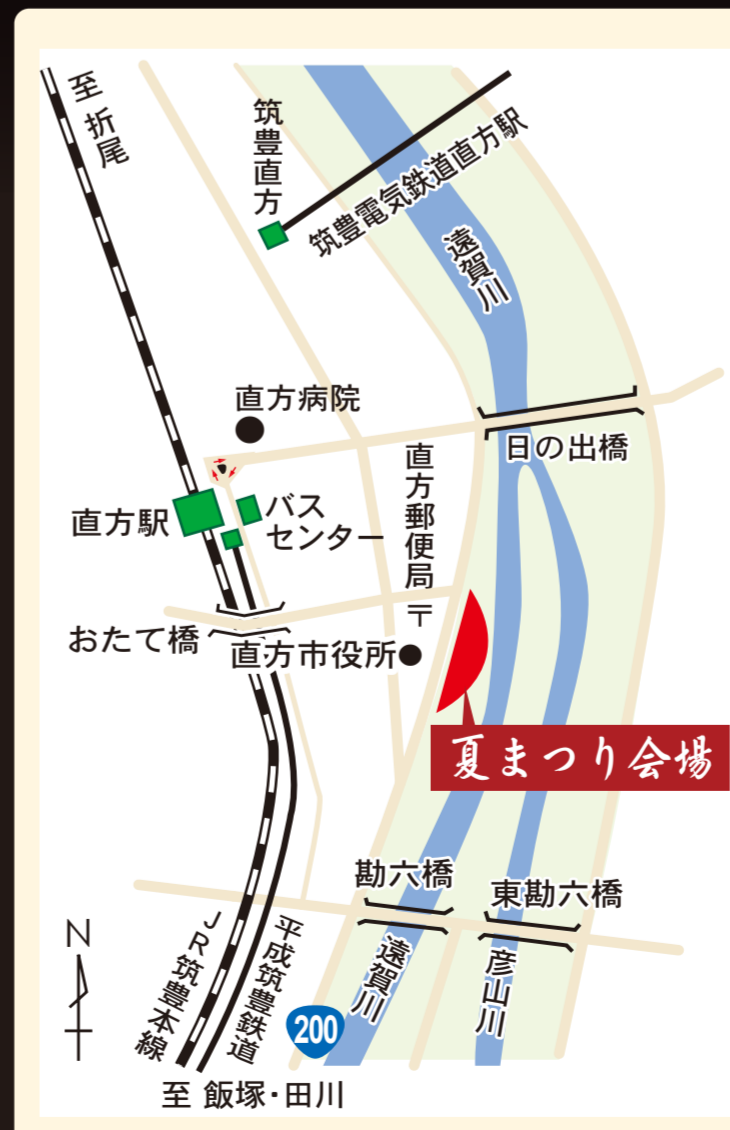 至 折尾
筑豊直方
筑豊電気鉄道直方駅
遠賀川
直方病院
日の出橋
直方郵便局〒
直方駅
バス
センター
おたて橋
直方市役所
夏まつり会場
勘六橋
東勘六橋
N
JR筑豊本線
平成筑豊鉄道
200
遠賀川
彦山川
至 飯塚・田川